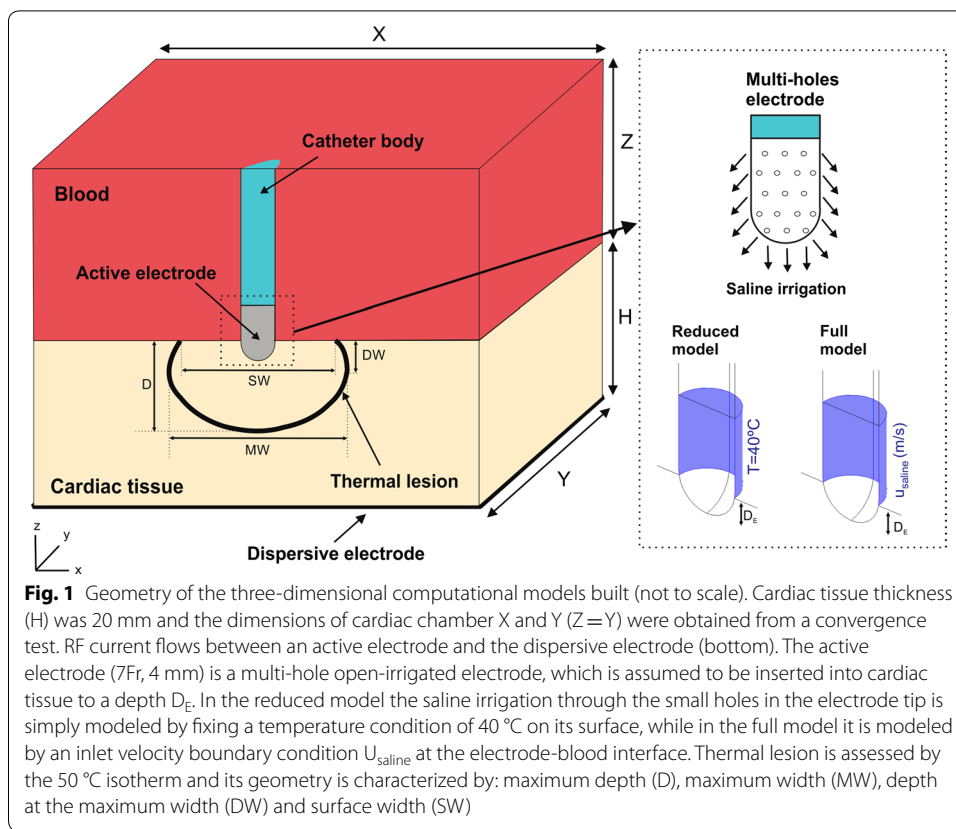 X
Multi-holes
electrode
Z
Catheter body
Blood
Active electrode
Saline irrigation
H
Reduced
model
Full
model
DW
D
SW
T=40ºC
u_saline (m/s)
MW
Thermal lesion
Y
D_E
D_E
Cardiac tissue
z
y
x
Dispersive electrode
Fig. 1 Geometry of the three-dimensional computational models built (not to scale). Cardiac tissue thickness
(H) was 20 mm and the dimensions of cardiac chamber X and Y (Z = Y) were obtained from a convergence
test. RF current flows between an active electrode and the dispersive electrode (bottom). The active
electrode (7Fr, 4 mm) is a multi-hole open-irrigated electrode, which is assumed to be inserted into cardiac
tissue to a depth D_E. In the reduced model the saline irrigation through the small holes in the electrode tip is
simply modeled by fixing a temperature condition of 40 °C on its surface, while in the full model it is modeled
by an inlet velocity boundary condition U_saline at the electrode-blood interface. Thermal lesion is assessed by
the 50 °C isotherm and its geometry is characterized by: maximum depth (D), maximum width (MW), depth
at the maximum width (DW) and surface width (SW)